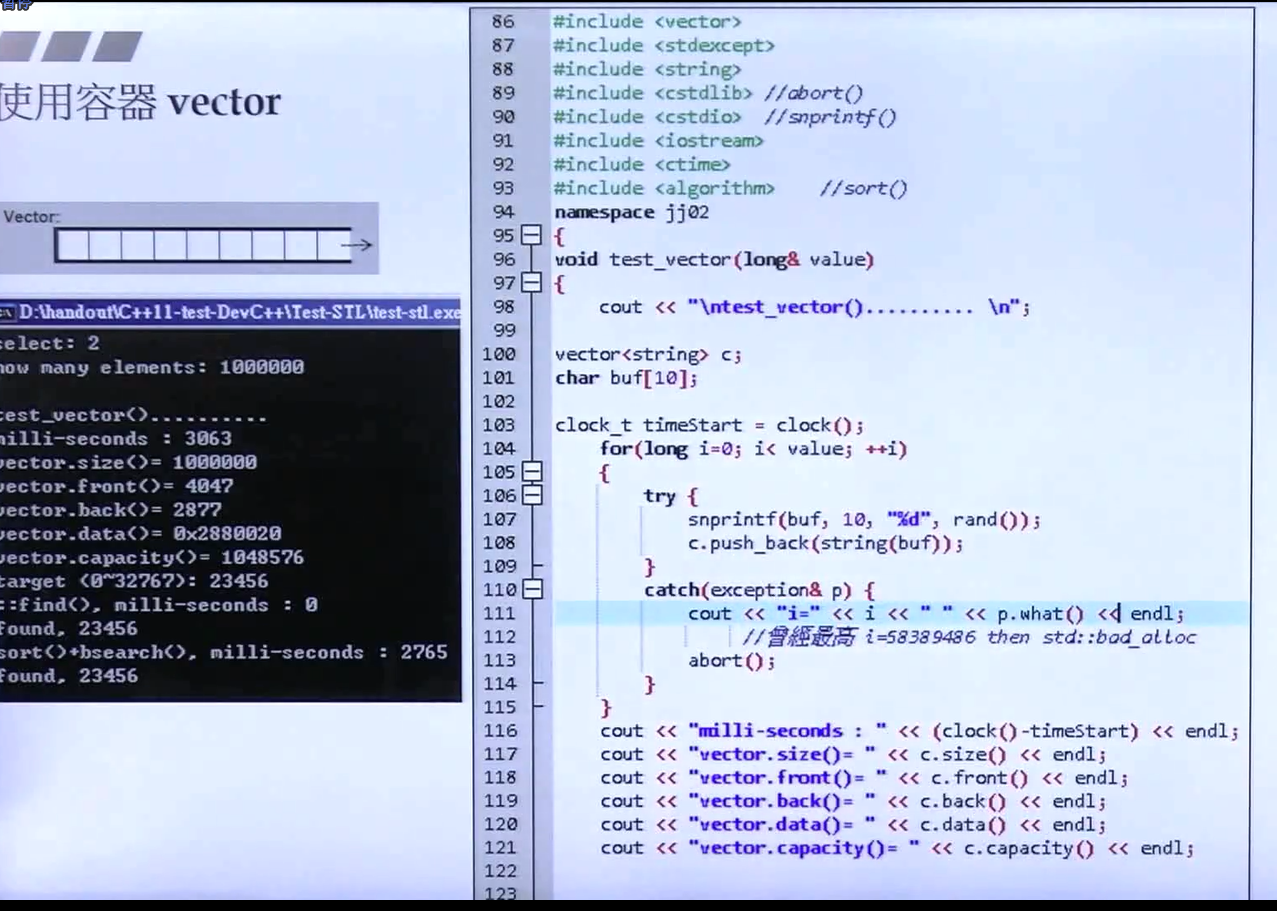 暂停
使用容器 vector
Vector:
D:\handout\C++11-test-DevC++\Test-STL\test-stl.exe
select: 2
how many elements: 1000000
test_vector()..........
milli-seconds : 3063
vector.size()= 1000000
vector.front()= 4047
vector.back()= 2877
vector.data()= 0x2880020
vector.capacity()= 1048576
target (0~32767): 23456
::find(), milli-seconds : 0
found, 23456
sort()+bsearch(), milli-seconds : 2765
found, 23456
86 #include <vector>
87 #include <stdexcept>
88 #include <string>
89 #include <cstdlib> //abort()
90 #include <cstdio> //snprintf()
91 #include <iostream>
92 #include <ctime>
93 #include <algorithm> //sort()
94 namespace jj02
95 {
96 void test_vector(long& value)
97 {
98 cout << "\ntest_vector().......... \n";
99
100 vector<string> c;
101 char buf[10];
102
103 clock_t timeStart = clock();
104 for(long i=0; i< value; ++i)
105 {
106 try {
107 snprintf(buf, 10, "%d", rand());
108 c.push_back(string(buf));
109 }
110 catch(exception& p) {
111 cout << "i=" << i << " " << p.what() << endl;
112 //曾經最高 i=58389486 then std::bad_alloc
113 abort();
114 }
115 }
116 cout << "milli-seconds : " << (clock()-timeStart) << endl;
117 cout << "vector.size()= " << c.size() << endl;
118 cout << "vector.front()= " << c.front() << endl;
119 cout << "vector.back()= " << c.back() << endl;
120 cout << "vector.data()= " << c.data() << endl;
121 cout << "vector.capacity()= " << c.capacity() << endl;
122
123